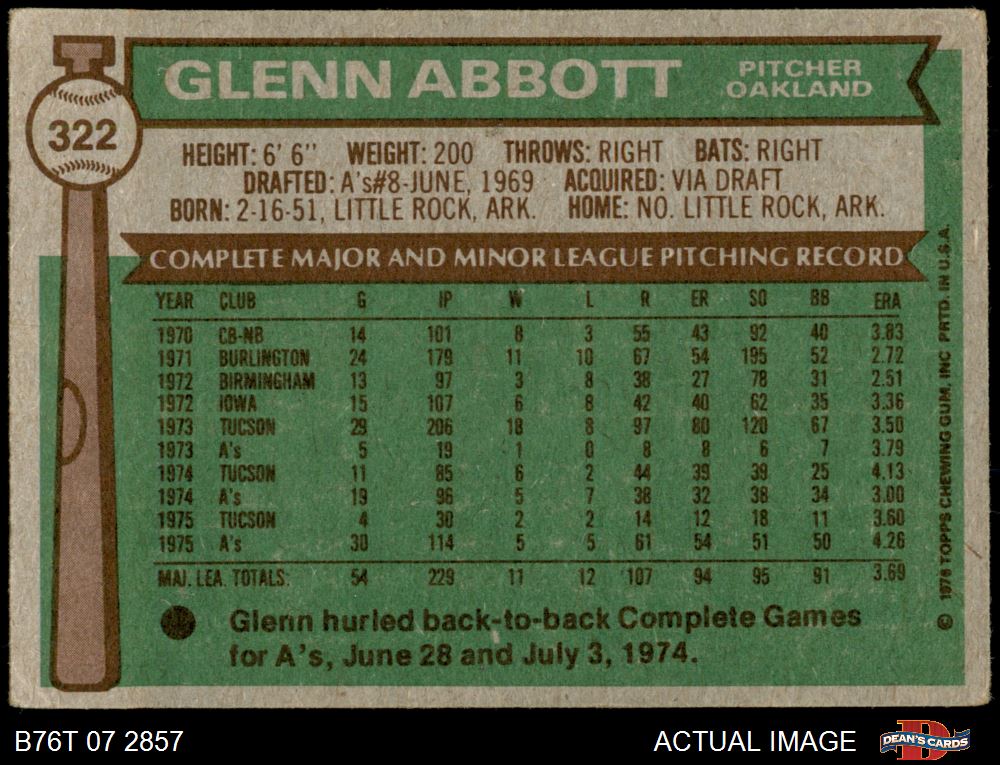 GLENN ABBOTT
PITCHER
OAKLAND
322
HEIGHT: 6' 6" WEIGHT: 200 THROWS: RIGHT BATS: RIGHT
DRAFTED: A's#8-JUNE, 1969 ACQUIRED: VIA DRAFT
BORN: 2-16-51, LITTLE ROCK, ARK. HOME: NO. LITTLE ROCK, ARK.
COMPLETE MAJOR AND MINOR LEAGUE PITCHING RECORD
YEAR CLUB G IP W L R ER SO BB ERA
1970 CB-NB 14 101 8 3 55 43 92 40 3.83
1971 BURLINGTON 24 179 11 10 67 54 195 52 2.72
1972 BIRMINGHAM 13 97 3 8 38 27 78 31 2.51
1972 IOWA 15 107 6 8 42 40 62 35 3.36
1973 TUCSON 29 206 18 8 97 80 120 67 3.50
1973 A's 5 19 1 0 8 8 6 7 3.79
1974 TUCSON 11 85 6 2 44 39 39 25 4.13
1974 A's 19 96 5 7 38 32 38 34 3.00
1975 TUCSON 4 30 2 2 14 12 18 11 3.60
1975 A's 30 114 5 5 61 54 51 50 4.26
MAJ. LEA. TOTALS: 54 229 11 12 107 94 95 91 3.69
Glenn hurled back-to-back Complete Games
for A's, June 28 and July 3, 1974.
© 1976 TOPPS CHEWING GUM, INC PRTD. IN U.S.A.
B76T 07 2857
ACTUAL IMAGE
DEAN'S CARDS